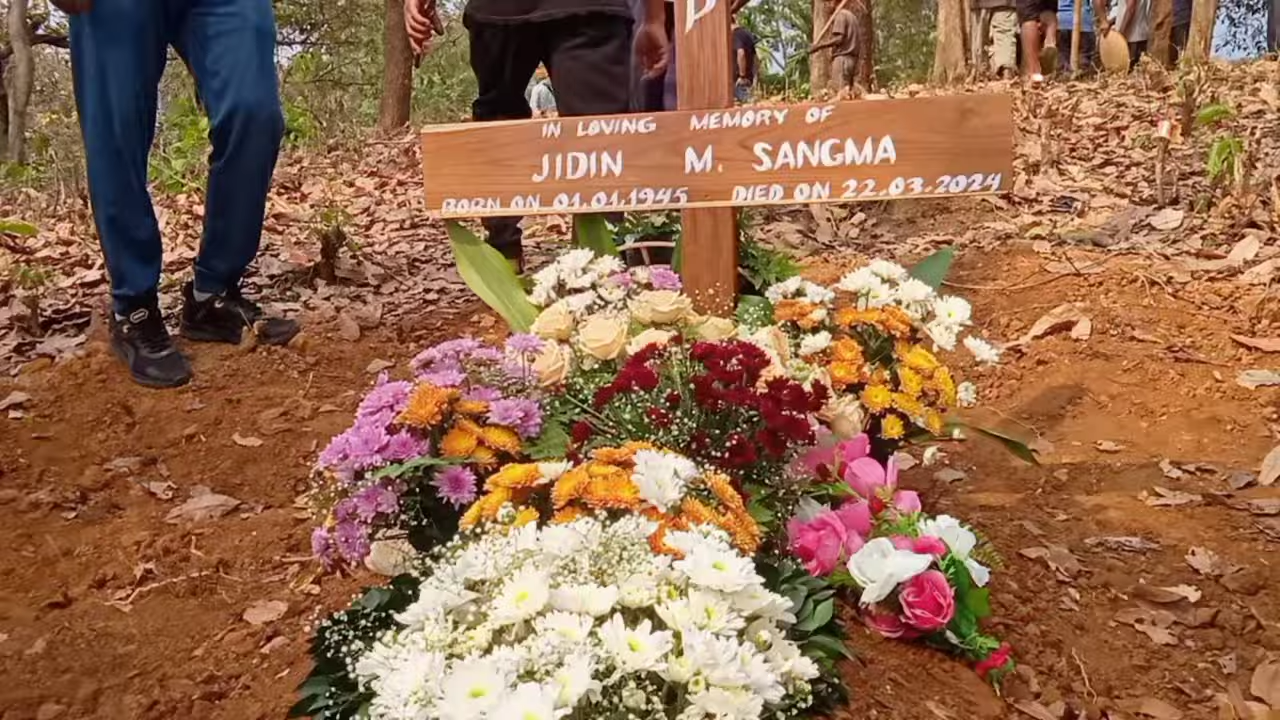 IN LOVING MEMORY OF
JIDIN M. SANGMA
BORN ON 01.01.1945 DIED ON 22.03.2024